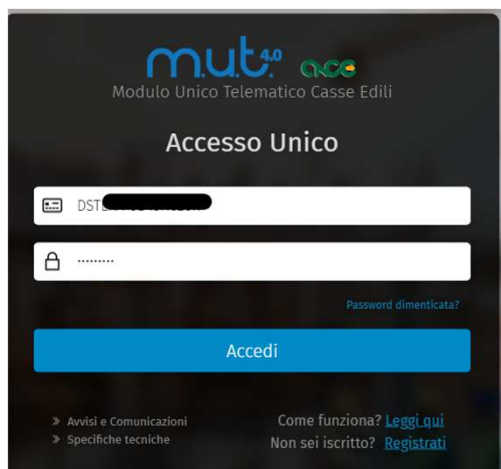 m.u.t. 4.0 ace
Modulo Unico Telematico Casse Edili
Accesso Unico
Password dimenticata?
Accedi
Avvisi e Comunicazioni
Specifiche tecniche
Come funziona? Leggi qui
Non sei iscritto? Registrati